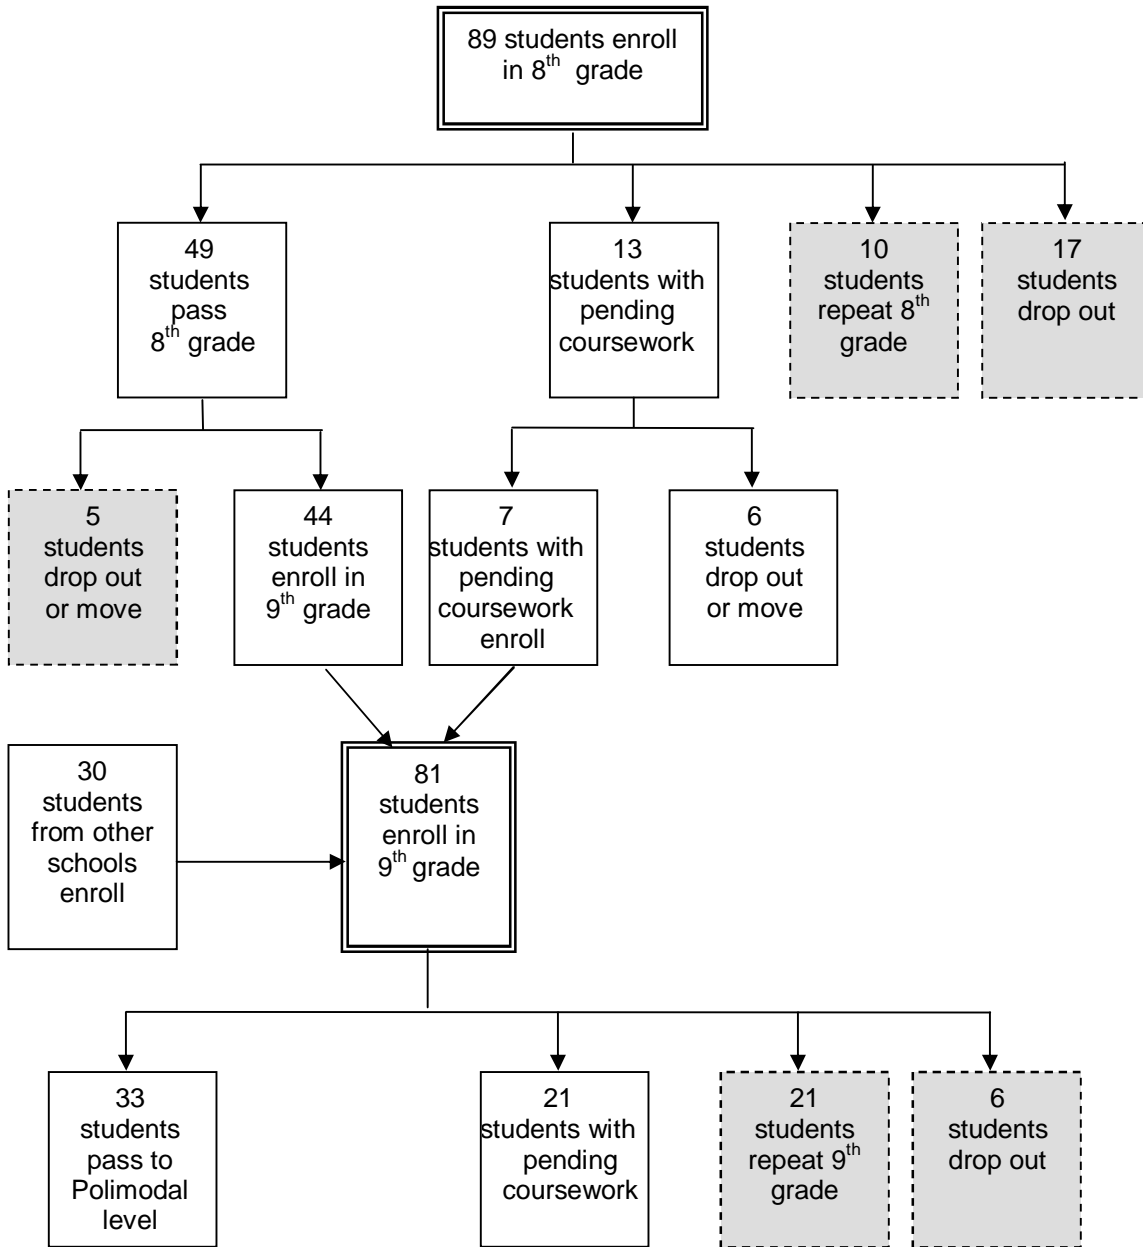 89 students enroll
in 8th grade
49
students
pass
8th grade
13
students with
pending
coursework
10
students
repeat 8th
grade
17
students
drop out
5
students
drop out
or move
44
students
enroll in
9th grade
7
students with
pending
coursework
enroll
6
students
drop out
or move
30
students
from other
schools
enroll
81
students
enroll in
9th grade
33
students
pass to
Polimodal
level
21
students with
pending
coursework
21
students
repeat 9th
grade
6
students
drop out